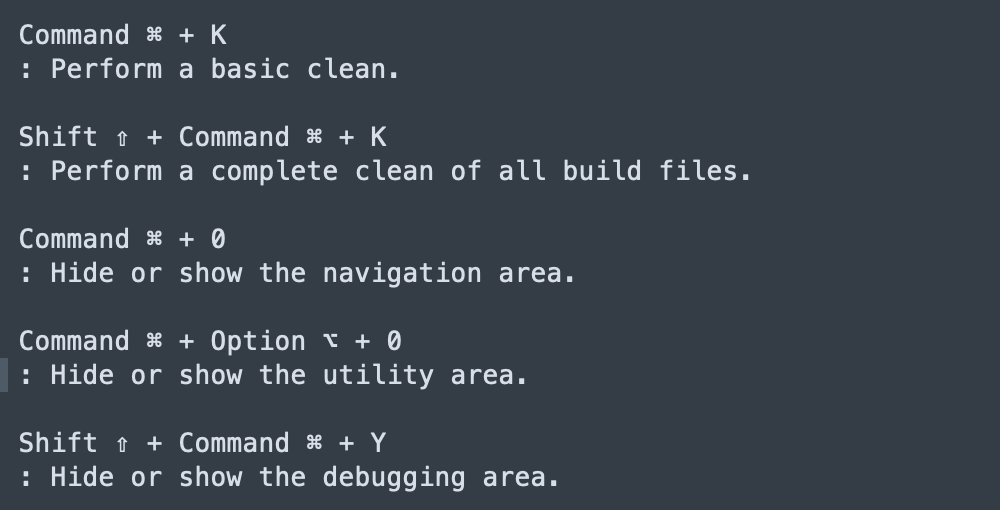 Command ⌘ + K
: Perform a basic clean.
Shift ⇧ + Command ⌘ + K
: Perform a complete clean of all build files.
Command ⌘ + 0
: Hide or show the navigation area.
Command ⌘ + Option ⌥ + 0
: Hide or show the utility area.
Shift ⇧ + Command ⌘ + Y
: Hide or show the debugging area.